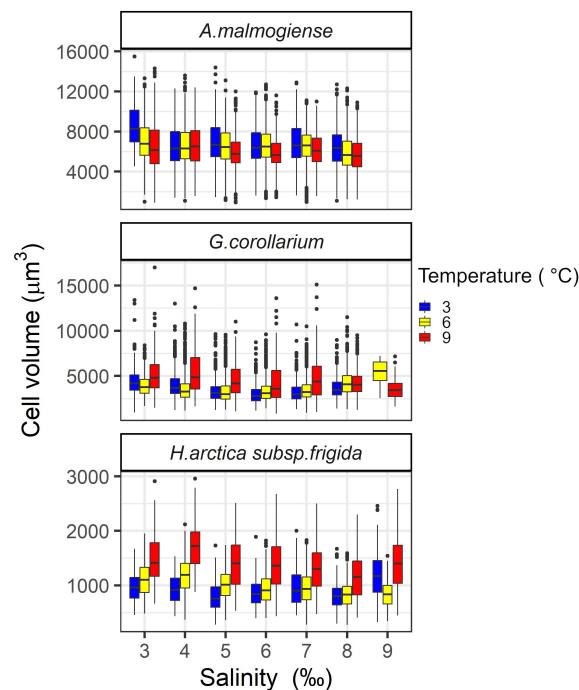 A.malmogiense
16000
12000
8000
4000
G.corollarium
15000
10000
5000
H.arctica subsp.frigida
3000
2000
1000
3 4 5 6 7 8 9
Salinity (‰)
Cell volume (μm³)
Temperature ( °C)
3
6
9